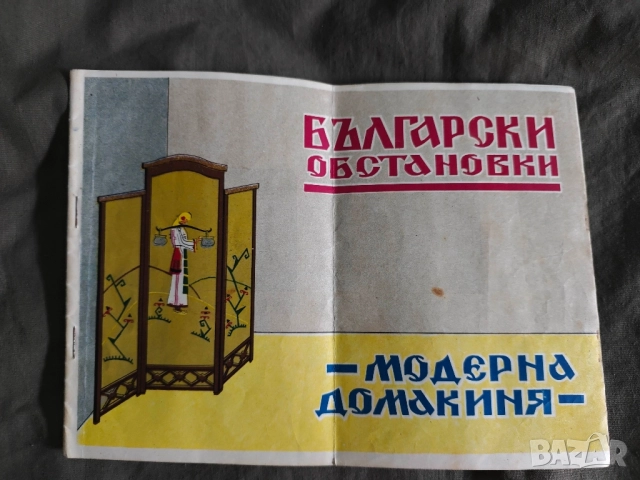 БЪЛГАРСКИ
ОБСТАНОВКИ
— МОДЕРНА
ДОМАКИНЯ —
BAZAR